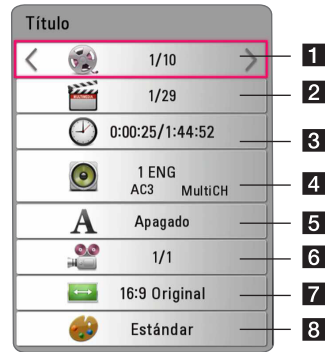 Título
1/10
1
1/29
2
0:00:25/1:44:52
3
1 ENG
AC3 MultiCH
4
A
Apagado
5
1/1
6
16:9 Original
7
Estándar
8